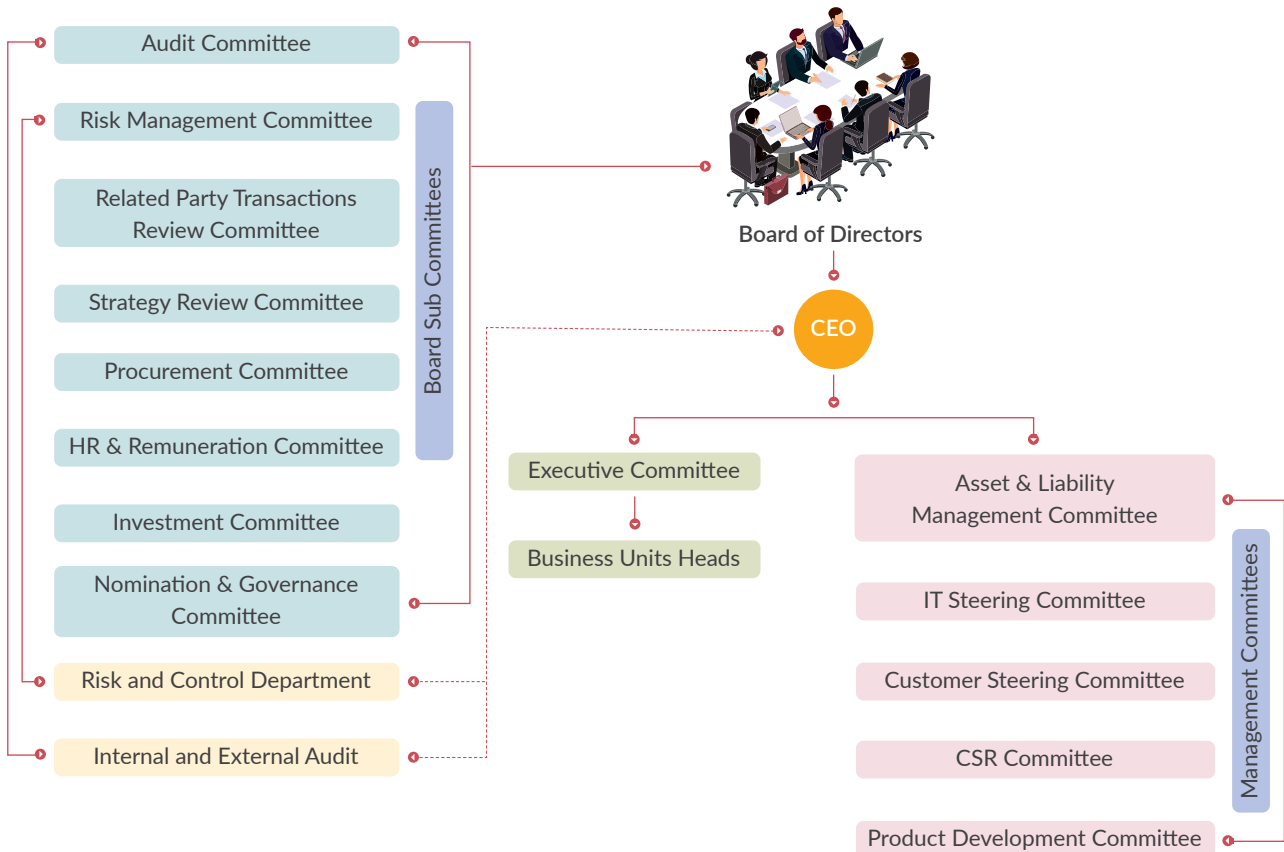 Audit Committee
Risk Management Committee
Related Party Transactions
Review Committee
Strategy Review Committee
Procurement Committee
HR & Remuneration Committee
Investment Committee
Nomination & Governance
Committee
Risk and Control Department
Internal and External Audit
Board Sub Committees
Board of Directors
CEO
Executive Committee
Business Units Heads
Asset & Liability
Management Committee
IT Steering Committee
Customer Steering Committee
CSR Committee
Product Development Committee
Management Committees